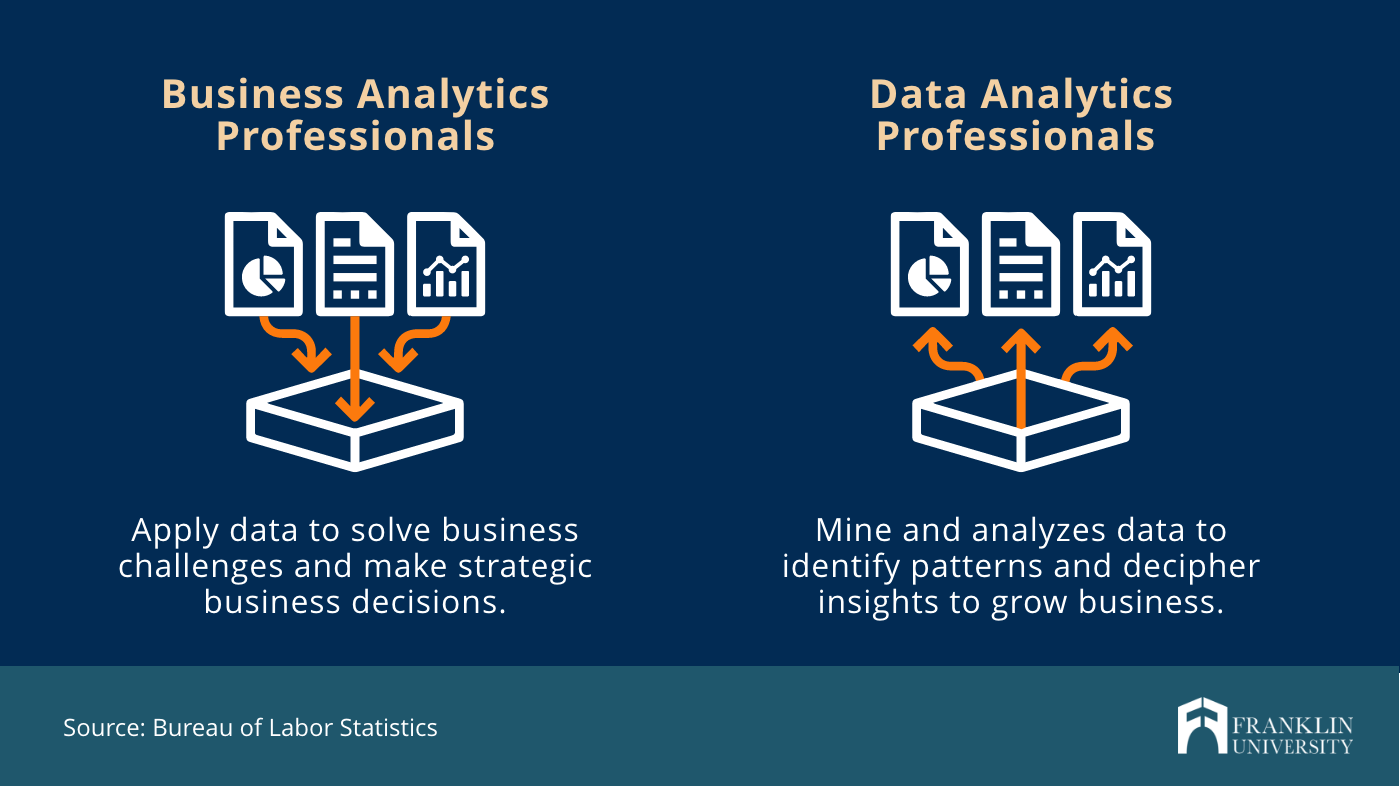 Business Analytics
Professionals
Apply data to solve business
challenges and make strategic
business decisions.
Data Analytics
Professionals
Mine and analyzes data to
identify patterns and decipher
insights to grow business.
Source: Bureau of Labor Statistics
FRANKLIN
UNIVERSITY